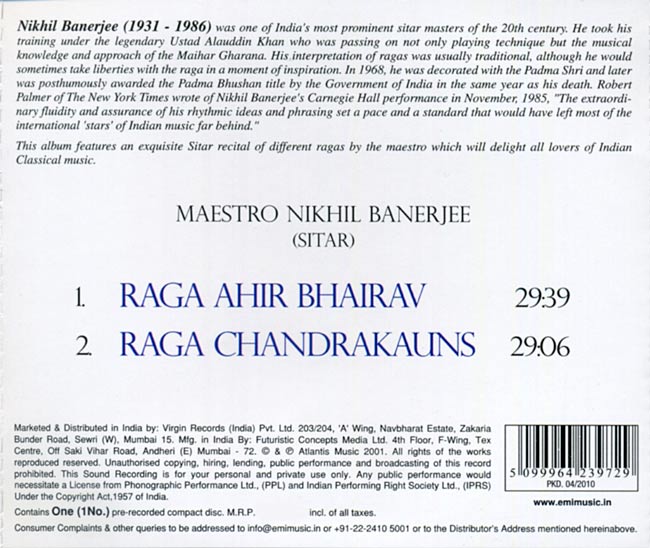 Nikhil Banerjee (1931 - 1986) was one of India's most prominent sitar masters of the 20th century. He took his
training under the legendary Ustad Alauddin Khan who was passing on not only playing technique but the musical
knowledge and approach of the Maihar Gharana. His interpretation of ragas was usually traditional, although he would
sometimes take liberties with the raga in a moment of inspiration. In 1968, he was decorated with the Padma Shri and later
was posthumously awarded the Padma Bhushan title by the Government of India in the same year as his death. Robert
Palmer of The New York Times wrote of Nikhil Banerjee's Carnegie Hall performance in November, 1985, "The extraordi-
nary fluidity and assurance of his rhythmic ideas and phrasing set a pace and a standard that would have left most of the
international 'stars' of Indian music far behind."
This album features an exquisite Sitar recital of different ragas by the maestro which will delight all lovers of Indian
Classical music.
MAESTRO NIKHIL BANERJEE
(SITAR)
1. RAGA AHIR BHAIRAV 29:39
2. RAGA CHANDRAKAUNS 29:06
Marketed & Distributed in India by: Virgin Records (India) Pvt. Ltd. 203/204, 'A' Wing, Navbharat Estate, Zakaria
Bunder Road, Sewri (W), Mumbai 15. Mfg. in India By: Futuristic Concepts Media Ltd. 4th Floor, F-Wing, Tex
Centre, Off Saki Vihar Road, Andheri (E) Mumbai - 72. © & ℗ Atlantis Music 2001. All rights of the works
reproduced reserved. Unauthorised copying, hiring, lending, public performance and broadcasting of this record
prohibited. This Sound Recording is for your personal and private use only. Any public performance would
necessitate a License from Phonographic Performance Ltd., (PPL) and Indian Performing Right Society Ltd., (IPRS)
Under the Copyright Act,1957 of India.
Contains One (1No.) pre-recorded compact disc. M.R.P. incl. of all taxes.
Consumer Complaints & other queries to be addressed to info@emimusic.in or +91-22-2410 5001 or to the Distributor's Address mentioned hereinabove.
5 099964 239729
PKD. 04/2010
www.emimusic.in